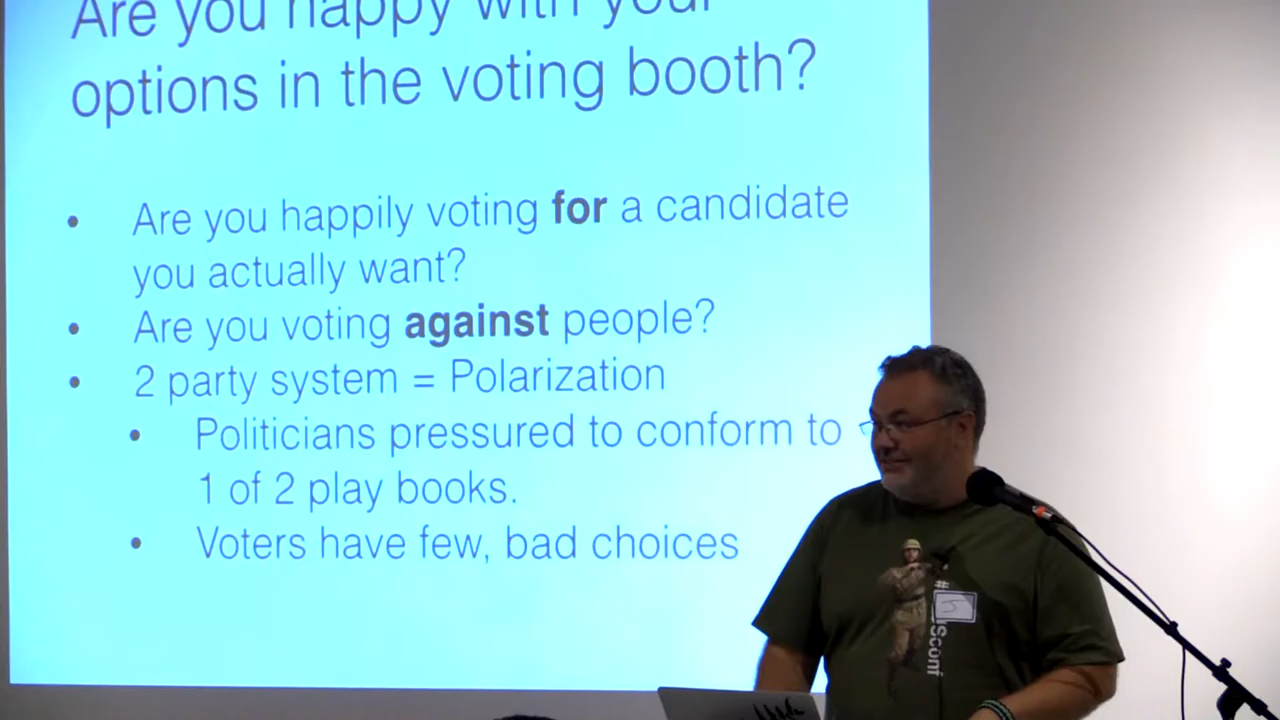 Are you happy with your
options in the voting booth?
• Are you happily voting for a candidate
you actually want?
• Are you voting against people?
• 2 party system = Polarization
• Politicians pressured to conform to
1 of 2 play books.
• Voters have few, bad choices
#
Sconf